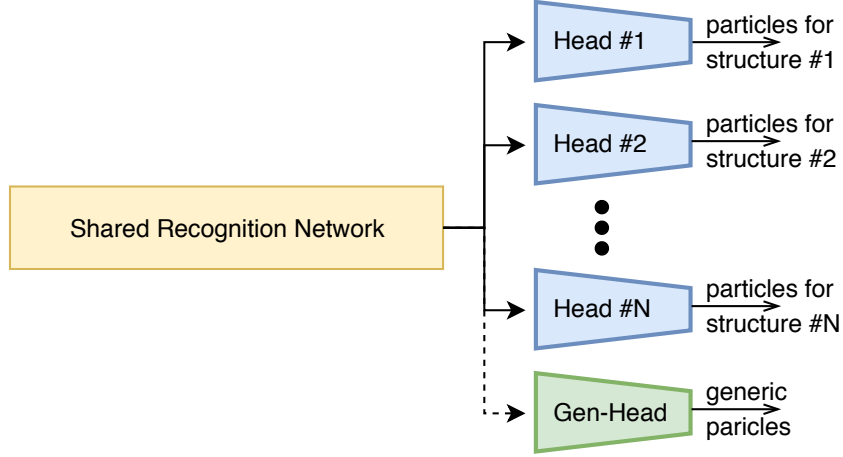 Head #1
particles for
structure #1
Head #2
particles for
structure #2
Shared Recognition Network
Head #N
particles for
structure #N
Gen-Head
generic
paricles